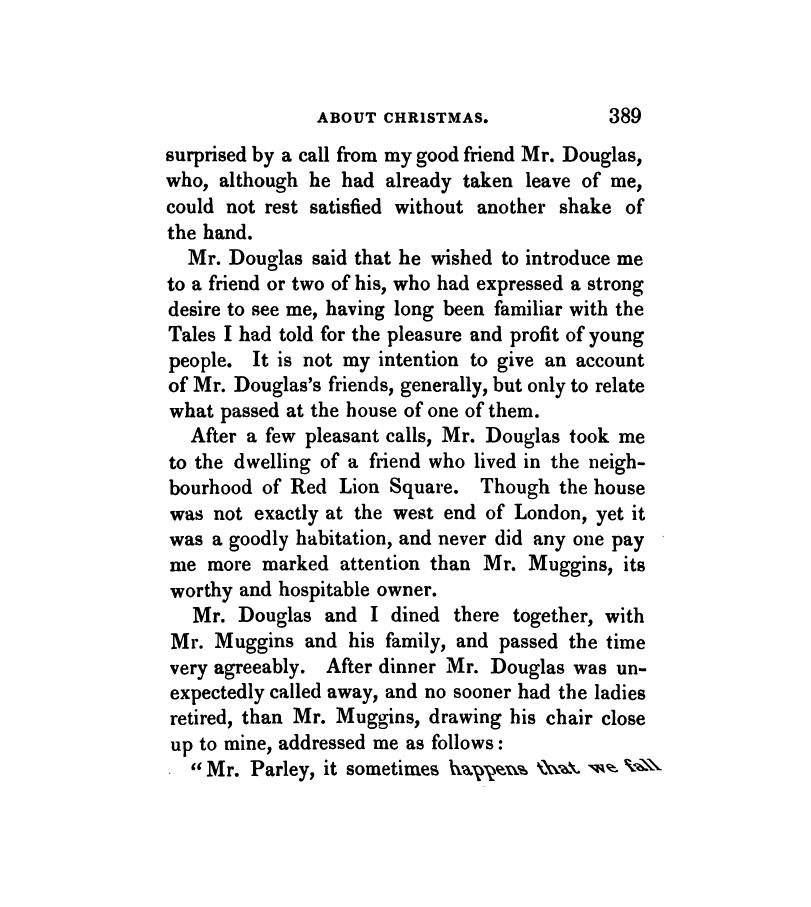 ABOUT CHRISTMAS. 389
surprised by a call from my good friend Mr. Douglas,
who, although he had already taken leave of me,
could not rest satisfied without another shake of
the hand.
Mr. Douglas said that he wished to introduce me
to a friend or two of his, who had expressed a strong
desire to see me, having long been familiar with the
Tales I had told for the pleasure and profit of young
people. It is not my intention to give an account
of Mr. Douglas's friends, generally, but only to relate
what passed at the house of one of them.
After a few pleasant calls, Mr. Douglas took me
to the dwelling of a friend who lived in the neigh-
bourhood of Red Lion Square. Though the house
was not exactly at the west end of London, yet it
was a goodly habitation, and never did any one pay
me more marked attention than Mr. Muggins, its
worthy and hospitable owner.
Mr. Douglas and I dined there together, with
Mr. Muggins and his family, and passed the time
very agreeably. After dinner Mr. Douglas was un-
expectedly called away, and no sooner had the ladies
retired, than Mr. Muggins, drawing his chair close
up to mine, addressed me as follows:
"Mr. Parley, it sometimes happens that we fall